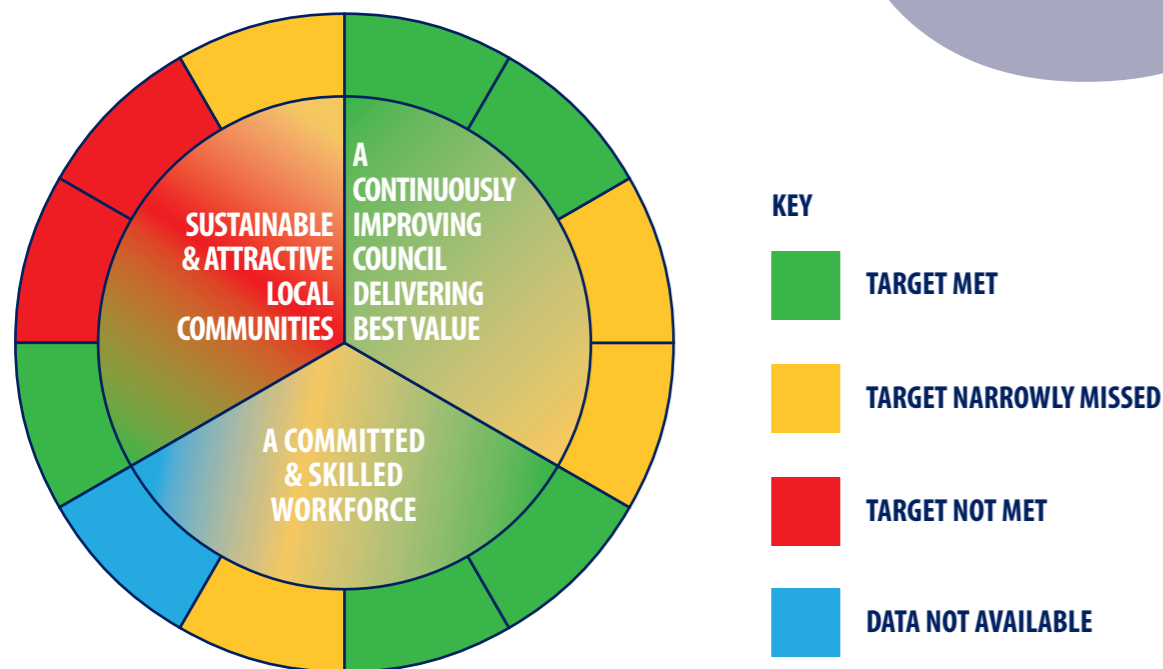 SUSTAINABLE
& ATTRACTIVE
LOCAL
COMMUNITIES
A
CONTINUOUSLY
IMPROVING
COUNCIL
DELIVERING
BEST VALUE
A COMMITTED
& SKILLED
WORKFORCE
KEY
TARGET MET
TARGET NARROWLY MISSED
TARGET NOT MET
DATA NOT AVAILABLE